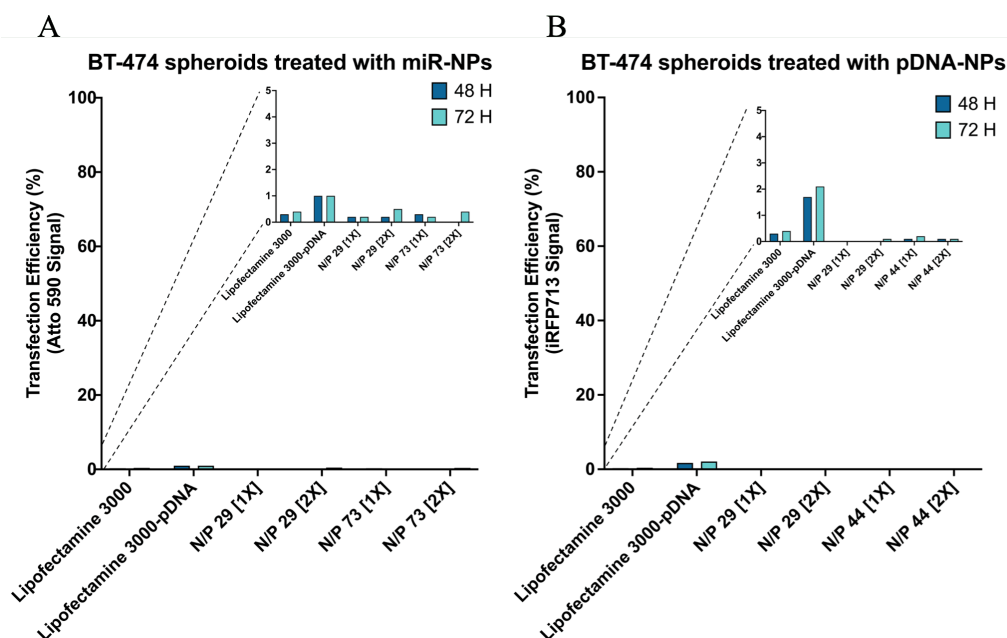 A
BT-474 spheroids treated with miR-NPs
48 H
72 H
Transfection Efficiency (%)
(Atto 590 Signal)
100
80
60
40
20
0
5
4
3
2
1
0
Lipofectamine 3000
Lipofectamine 3000-pDNA
N/P 29 [1X]
N/P 29 [2X]
N/P 73 [1X]
N/P 73 [2X]
Lipofectamine 3000
Lipofectamine 3000-pDNA
N/P 29 [1X]
N/P 29 [2X]
N/P 73 [1X]
N/P 73 [2X]
B
BT-474 spheroids treated with pDNA-NPs
48 H
72 H
Transfection Efficiency (%)
(iRFP713 Signal)
100
80
60
40
20
0
5
4
3
2
1
0
Lipofectamine 3000
Lipofectamine 3000-pDNA
N/P 29 [1X]
N/P 29 [2X]
N/P 44 [1X]
N/P 44 [2X]
Lipofectamine 3000
Lipofectamine 3000-pDNA
N/P 29 [1X]
N/P 29 [2X]
N/P 44 [1X]
N/P 44 [2X]